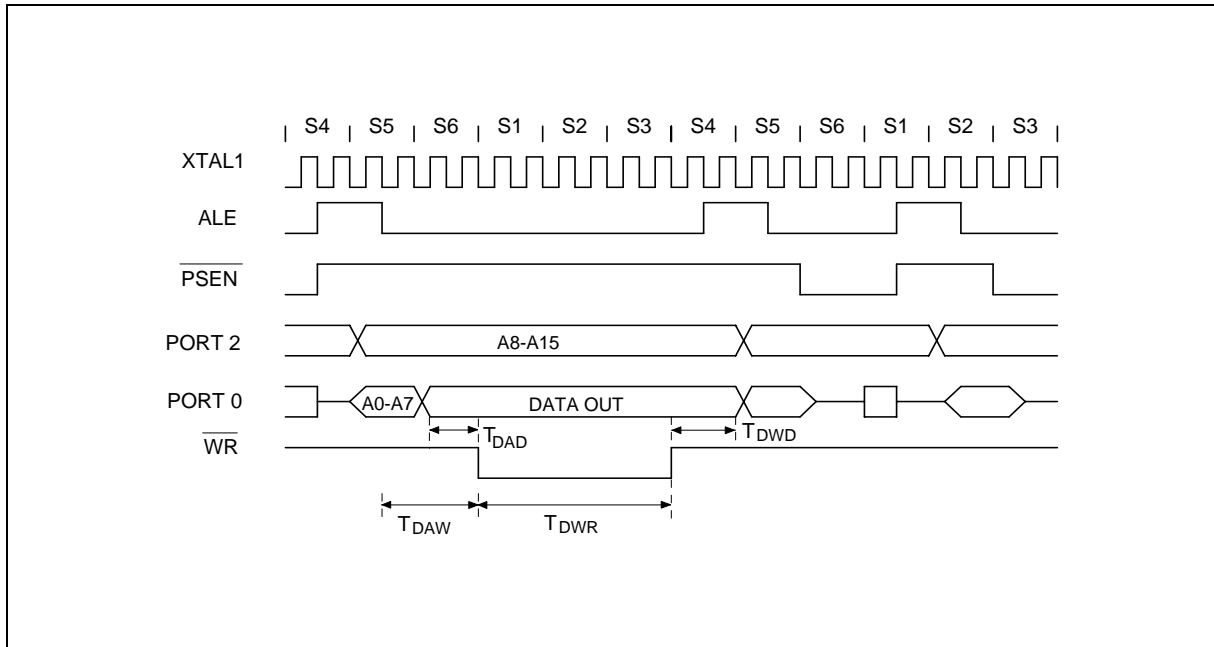 S4 S5 S6 S1 S2 S3 S4 S5 S6 S1 S2 S3
XTAL1
ALE
PSEN
PORT 2 A8-A15
PORT 0 A0-A7 DATA OUT
TDAD TDWD
WR
TDAW TDWR